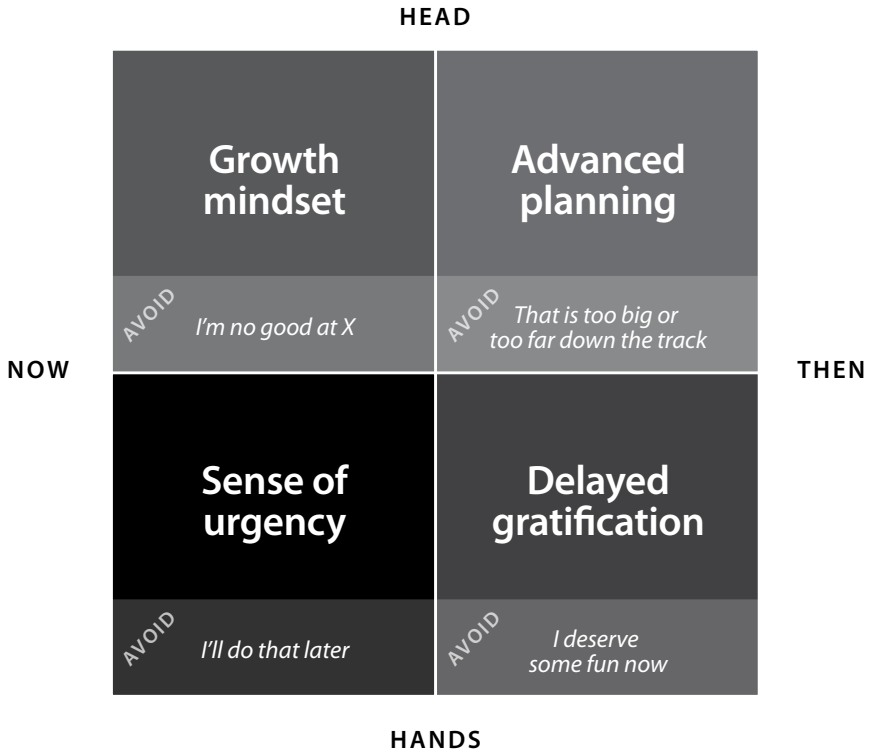 HEAD
Growth
mindset
AVOID
I'm no good at X
Advanced
planning
AVOID
That is too big or
too far down the track
NOW
THEN
Sense of
urgency
AVOID
I'll do that later
Delayed
gratification
AVOID
I deserve
some fun now
HANDS